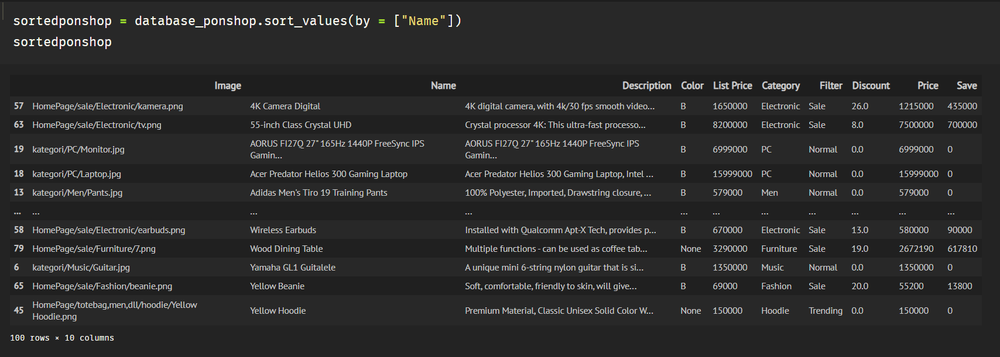 sortedponshop = database_ponshop.sort_values(by = ["Name"])
sortedponshop
Image Name Description Color List Price Category Filter Discount Price Save
57 HomePage/sale/Electronic/kamera.png 4K Camera Digital 4K digital camera, with 4k/30 fps smooth video... B 1650000 Electronic Sale 26.0 1215000 435000
63 HomePage/sale/Electronic/tv.png 55-inch Class Crystal UHD Crystal processor 4K: This ultra-fast processo... B 8200000 Electronic Sale 8.0 7500000 700000
19 kategori/PC/Monitor.jpg AORUS FI27Q 27" 165Hz 1440P FreeSync IPS Gamin... AORUS FI27Q 27" 165Hz 1440P FreeSync IPS Gamin... B 6999000 PC Normal 0.0 6999000 0
18 kategori/PC/Laptop.jpg Acer Predator Helios 300 Gaming Laptop Acer Predator Helios 300 Gaming Laptop, Intel ... B 15999000 PC Normal 0.0 15999000 0
13 kategori/Men/Pants.jpg Adidas Men's Tiro 19 Training Pants 100% Polyester, Imported, Drawstring closure, ... B 579000 Men Normal 0.0 579000 0
... ... ... ... ... ... ... ... ... ... ...
58 HomePage/sale/Electronic/earbuds.png Wireless Earbuds Installed with Qualcomm Apt-X Tech, provides p... B 670000 Electronic Sale 13.0 580000 90000
79 HomePage/sale/Furniture/7.png Wood Dining Table Multiple functions - can be used as coffee tab... None 3290000 Furniture Sale 19.0 2672190 617810
6 kategori/Music/Guitar.jpg Yamaha GL1 Guitalele A unique mini 6-string nylon guitar that is si... B 1350000 Music Normal 0.0 1350000 0
65 HomePage/sale/Fashion/beanie.png Yellow Beanie Soft, comfortable, friendly to skin, will give... B 69000 Fashion Sale 20.0 55200 13800
45 HomePage/totebag,men,dll/hoodie/Yellow Hoodie.png Yellow Hoodie Premium Material, Classic Unisex Solid Color W... None 150000 Hoodie Trending 0.0 150000 0
100 rows × 10 columns